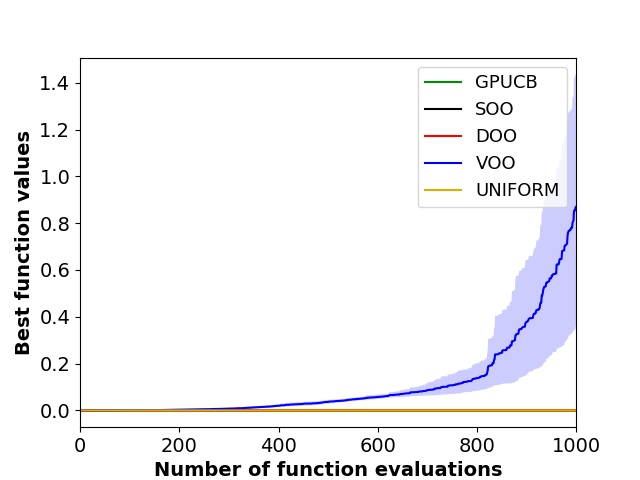 1.4
1.2
1.0
0.8
0.6
0.4
0.2
0.0
0 200 400 600 800 1000
Best function values
Number of function evaluations
GPUCB
SOO
DOO
VOO
UNIFORM